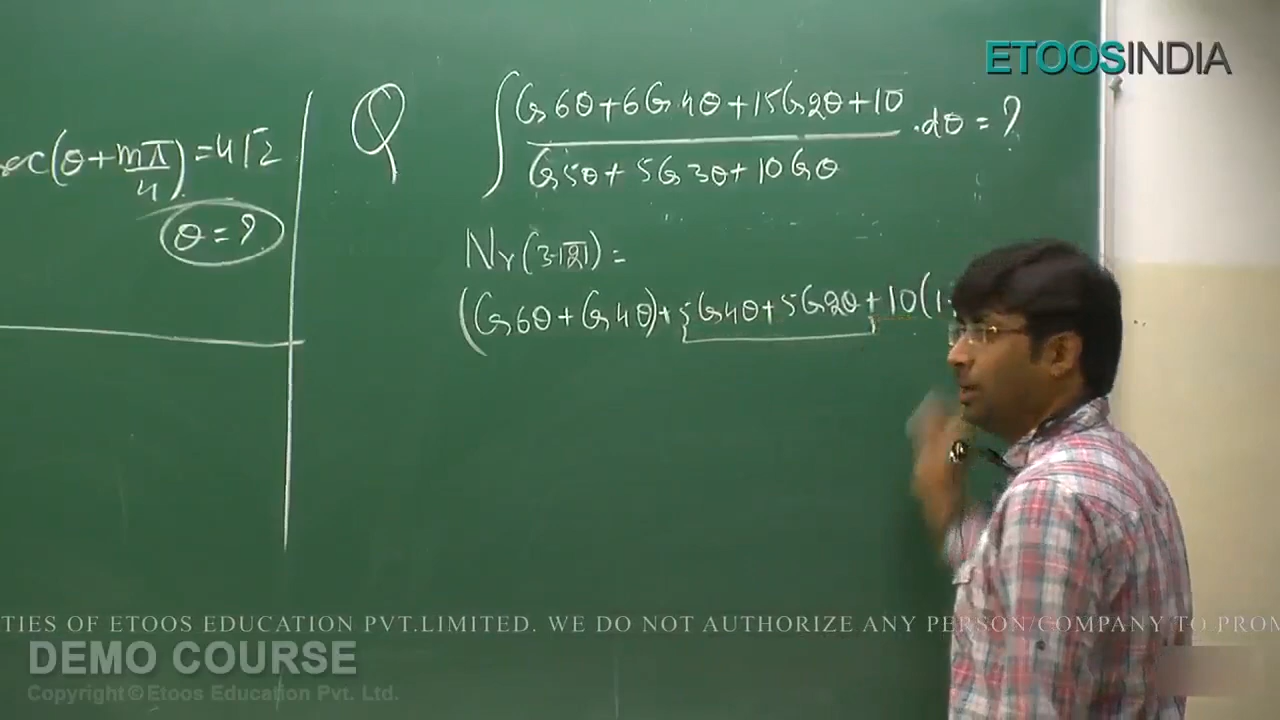 ETOOSINDIA
Q ∫ Cos6θ+6Cos4θ+15Cos2θ+10 / Cos5θ+5Cos3θ+10Cosθ .dθ = ?
ec(θ+mπ/4)=4√2
θ=?
Nr(अंश) =
(Cos6θ+Cos4θ)+5Cos4θ+5Cos2θ+10(1
TIES OF ETOOS EDUCATION PVT.LIMITED. WE DO NOT AUTHORIZE ANY PERSON/COMPANY TO PROM
DEMO COURSE
Copyright©Etoos Education Pvt. Ltd.